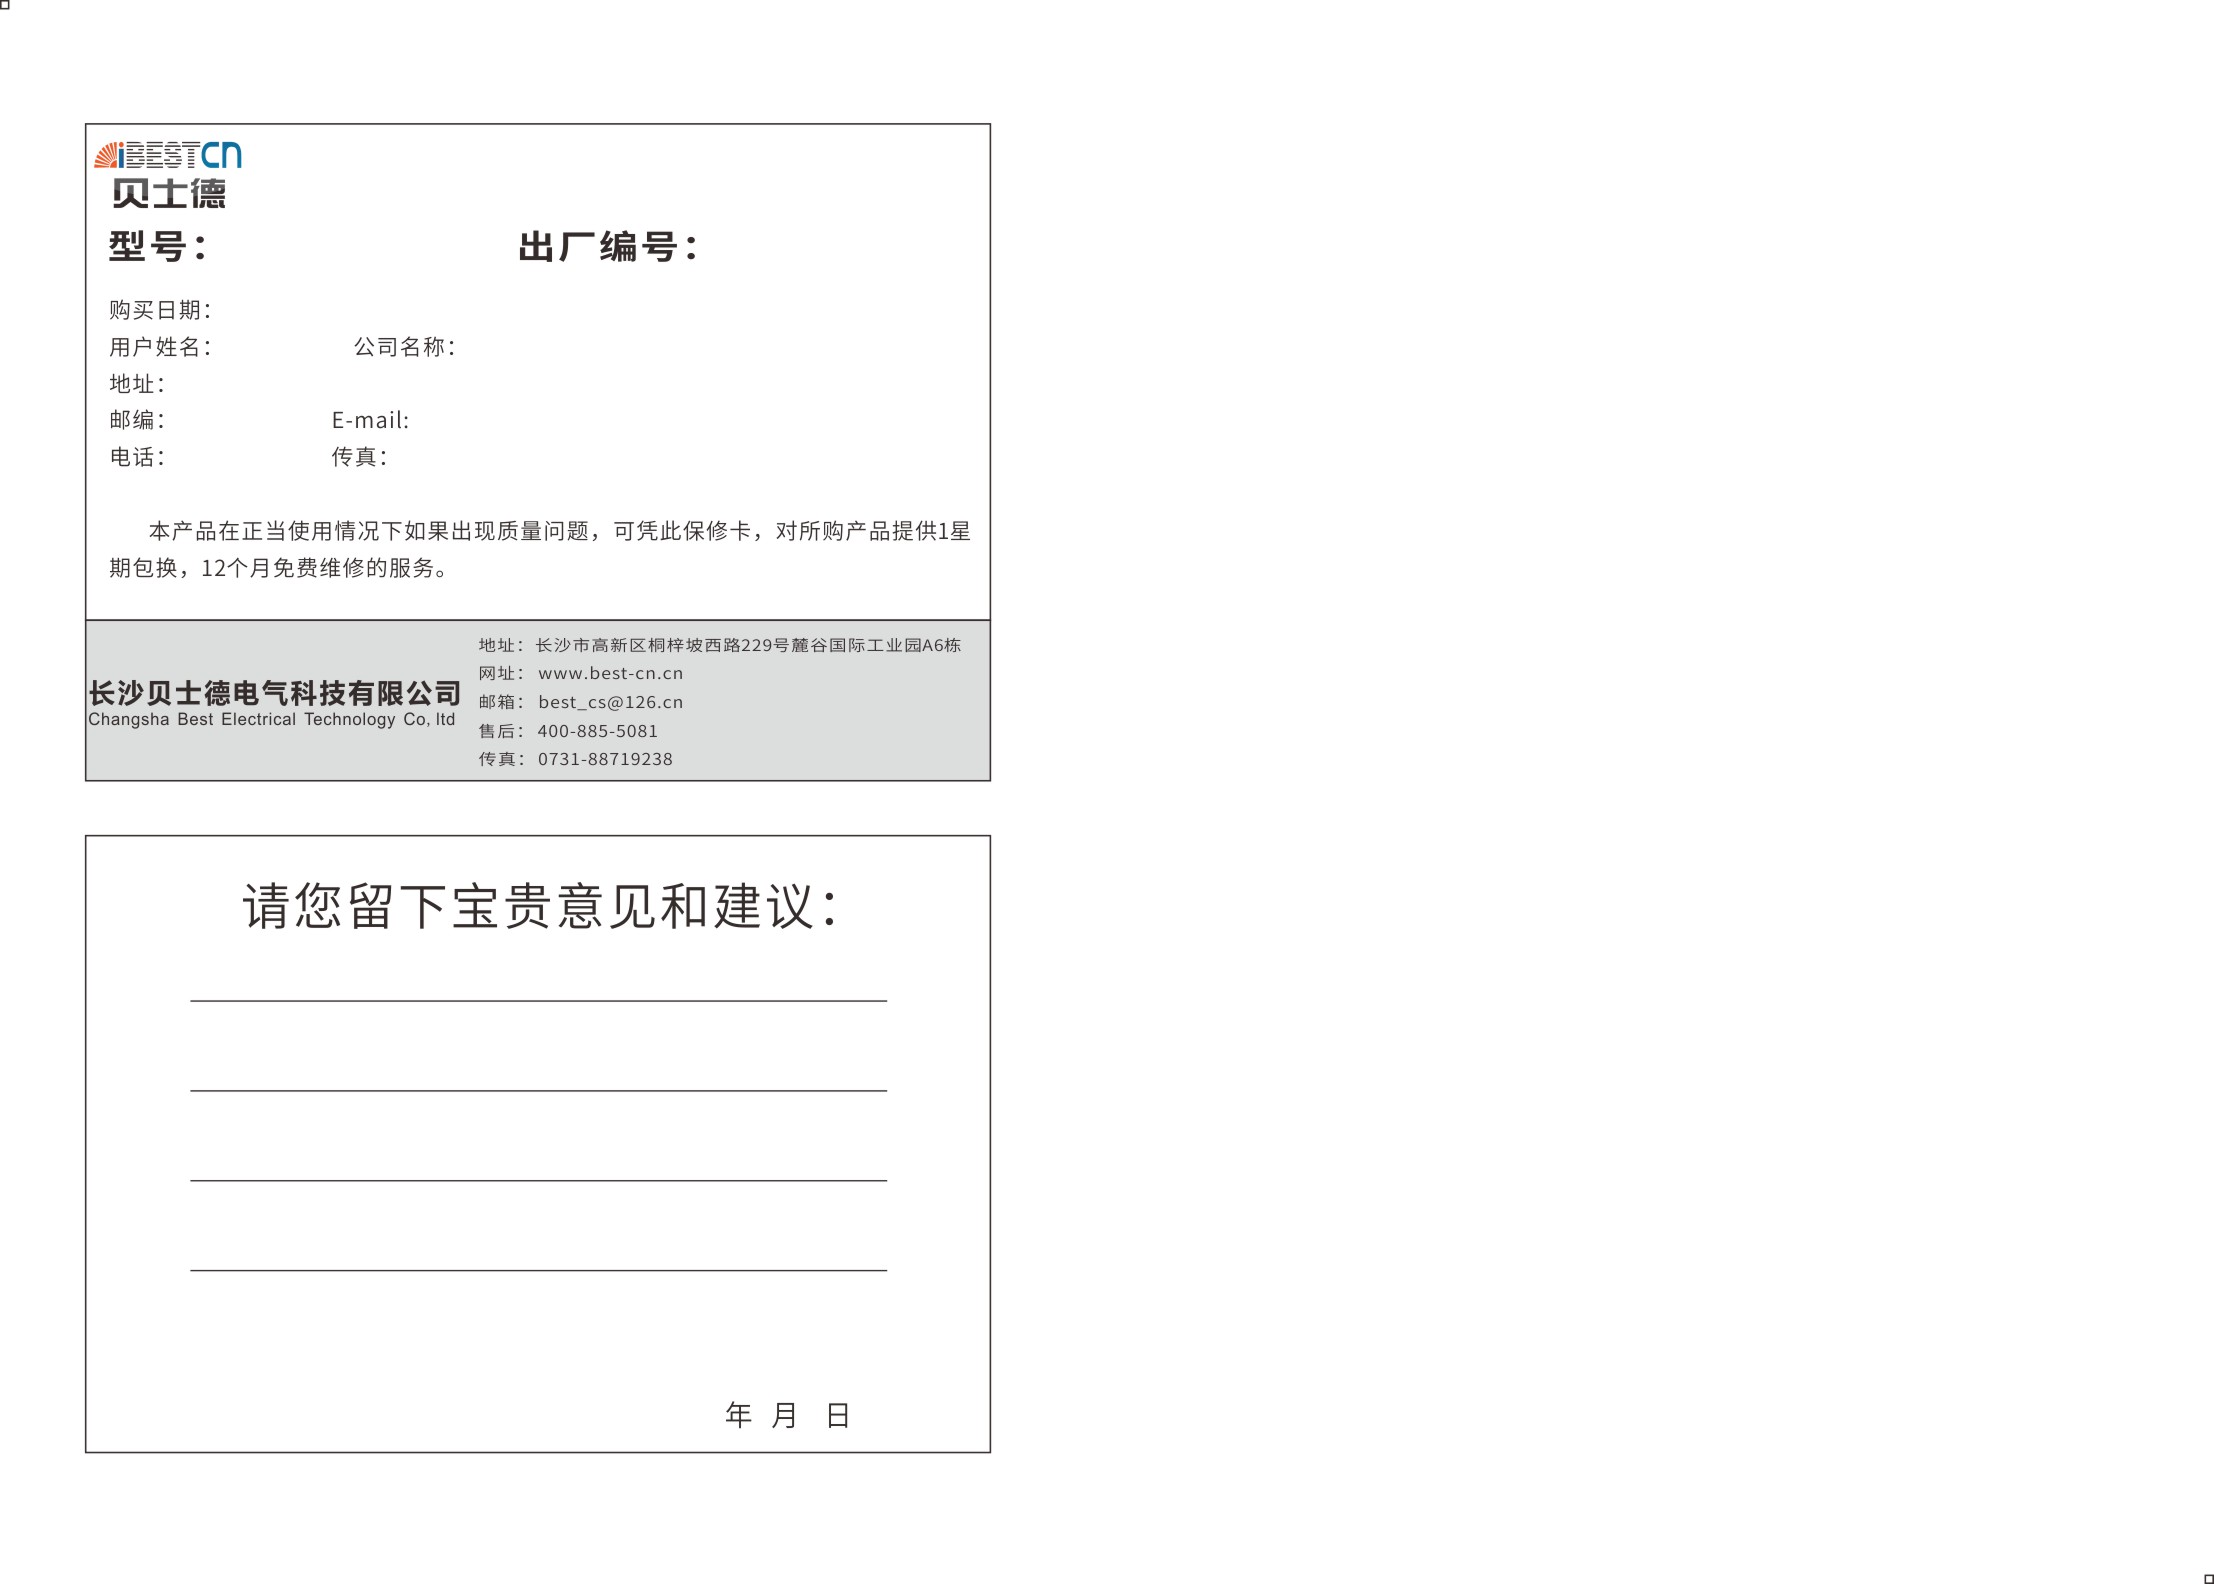 iBESTCN
贝士德
型号： 出厂编号：
购买日期：
用户姓名： 公司名称：
地址：
邮编： E-mail:
电话： 传真：
本产品在正当使用情况下如果出现质量问题，可凭此保修卡，对所购产品提供1星
期包换，12个月免费维修的服务。
长沙贝士德电气科技有限公司
Changsha Best Electrical Technology Co, ltd
地址：长沙市高新区桐梓坡西路229号麓谷国际工业园A6栋
网址：www.best-cn.cn
邮箱：best_cs@126.cn
售后：400-885-5081
传真：0731-88719238
请您留下宝贵意见和建议：
年 月 日